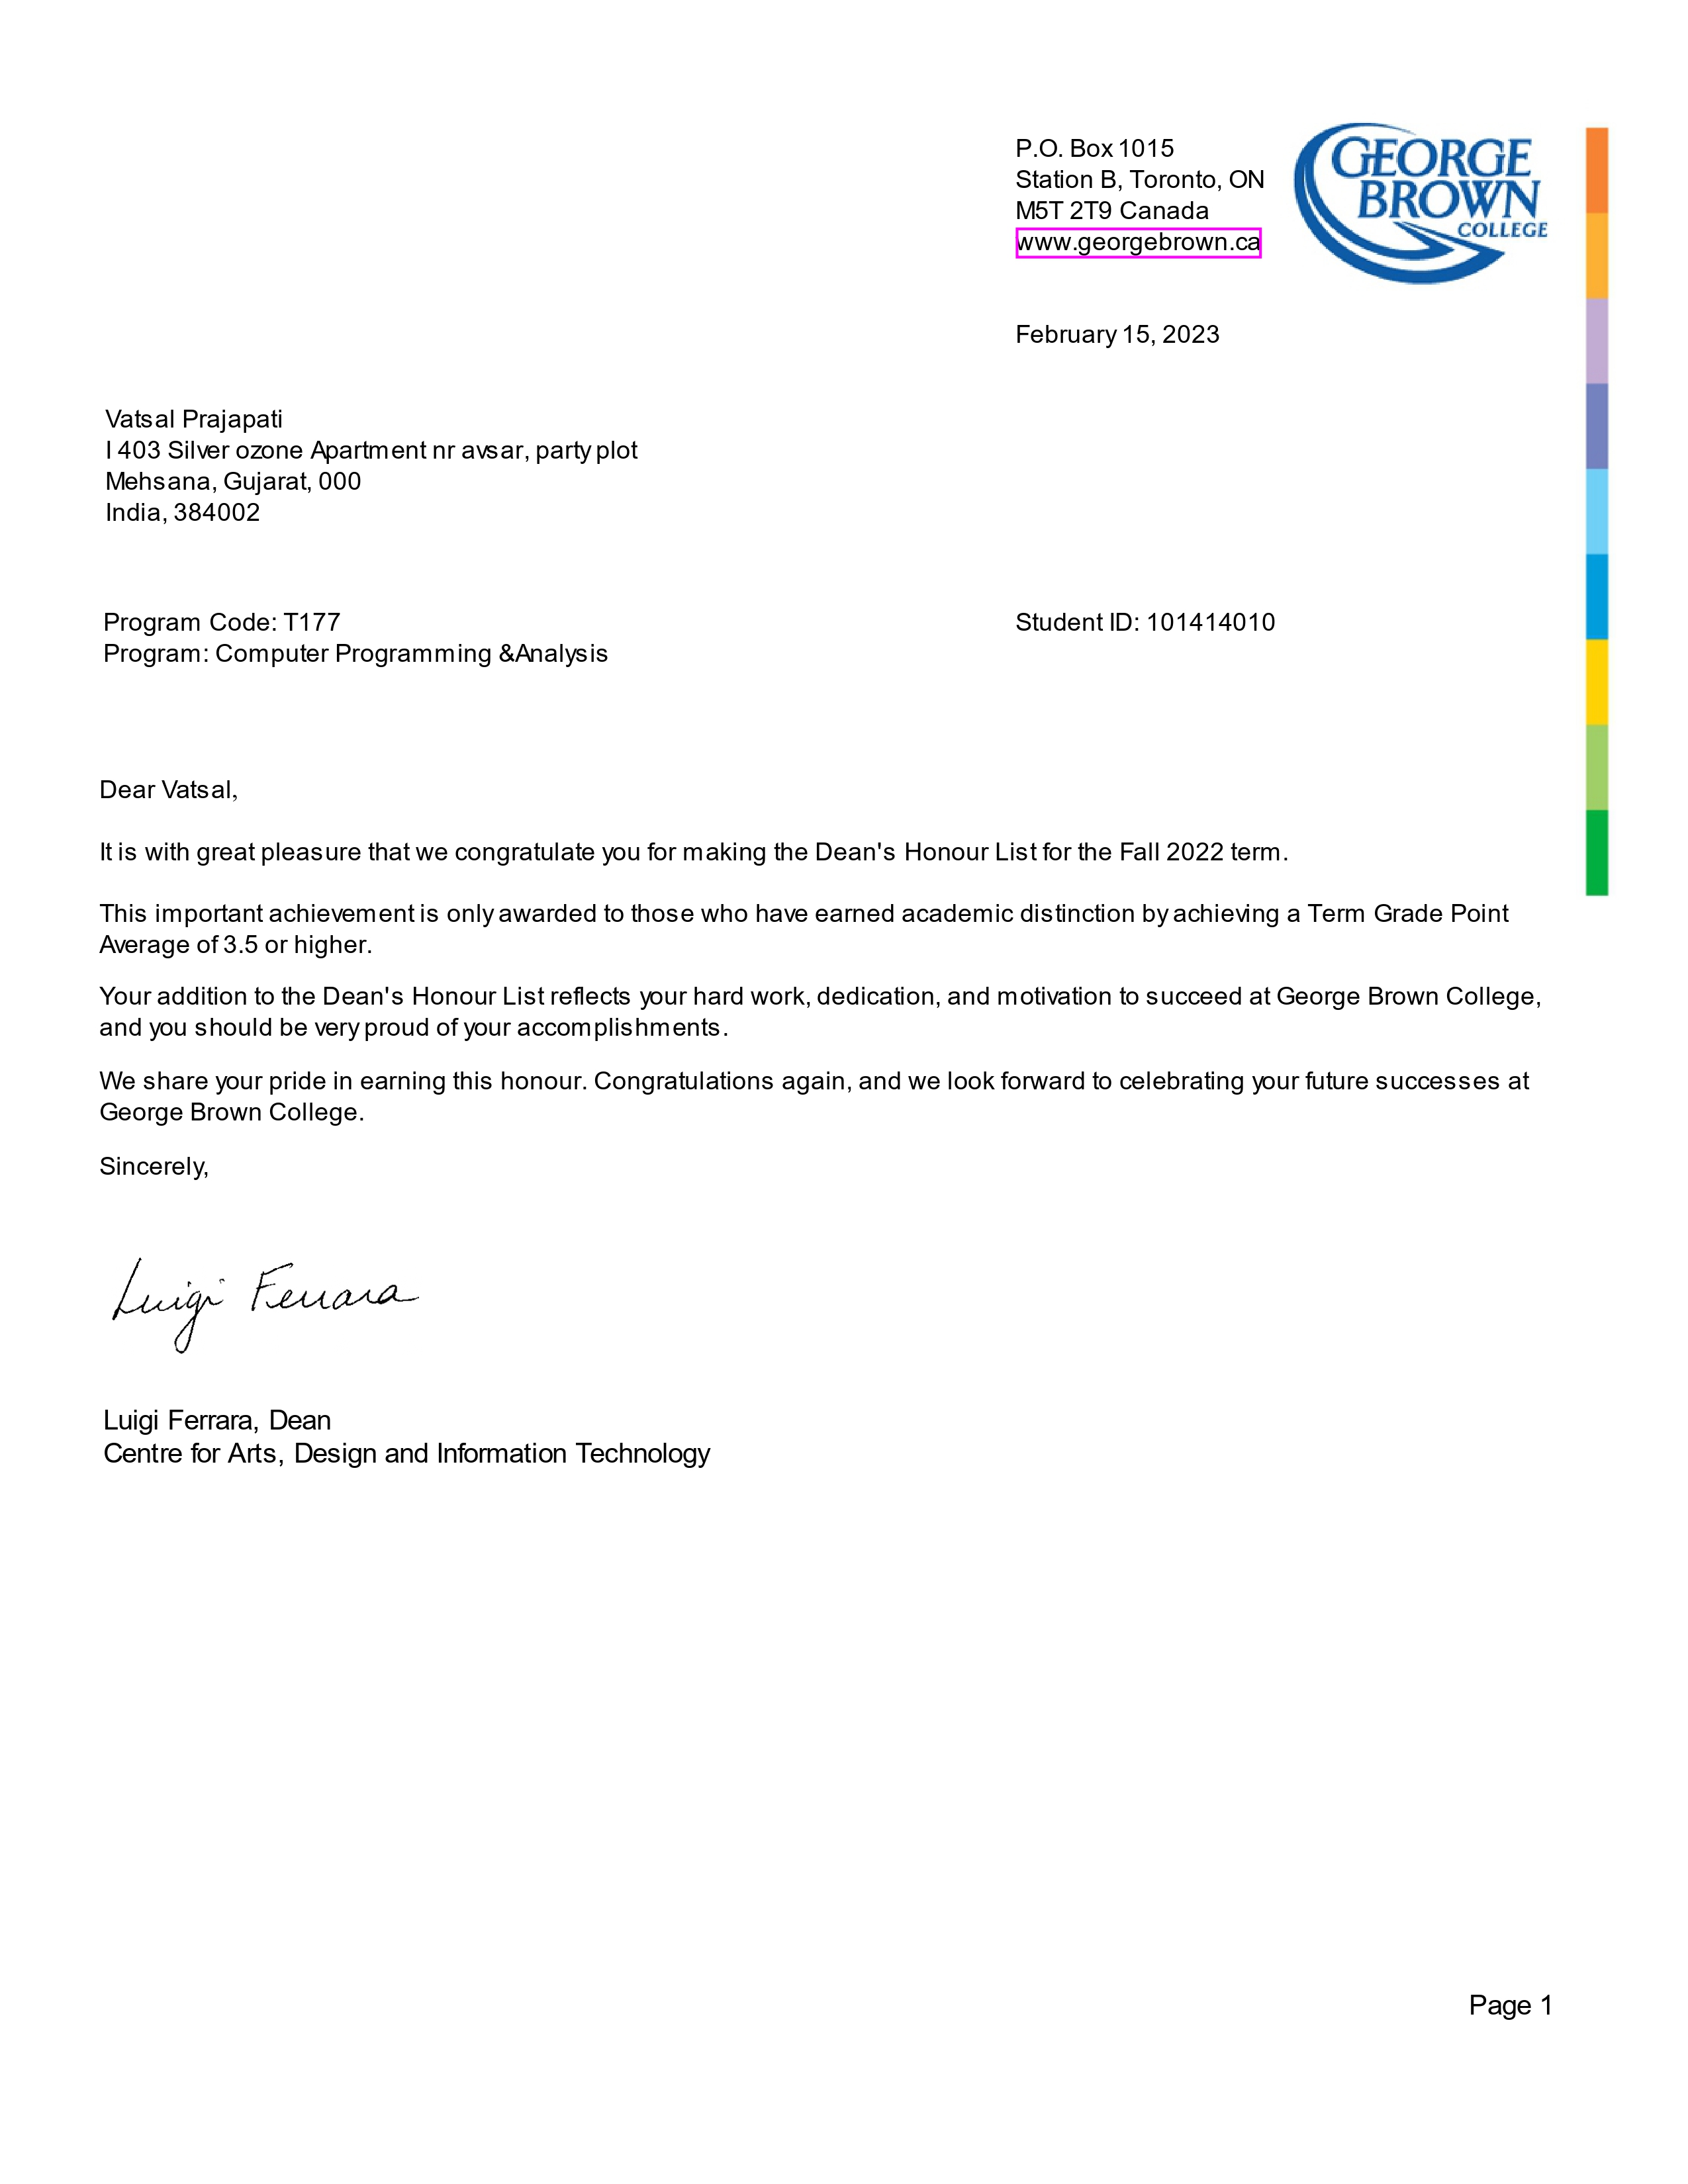 P.O. Box 1015
Station B, Toronto, ON
M5T 2T9 Canada
www.georgebrown.ca
GEORGE
BROWN
COLLEGE
February 15, 2023
Vatsal Prajapati
I 403 Silver ozone Apartment nr avsar, party plot
Mehsana, Gujarat, 000
India, 384002
Program Code: T177
Student ID: 101414010
Program: Computer Programming &Analysis
Dear Vatsal,
It is with great pleasure that we congratulate you for making the Dean's Honour List for the Fall 2022 term.
This important achievement is only awarded to those who have earned academic distinction by achieving a Term Grade Point
Average of 3.5 or higher.
Your addition to the Dean's Honour List reflects your hard work, dedication, and motivation to succeed at George Brown College,
and you should be very proud of your accomplishments.
We share your pride in earning this honour. Congratulations again, and we look forward to celebrating your future successes at
George Brown College.
Sincerely,
Luigi Ferrara
Luigi Ferrara, Dean
Centre for Arts, Design and Information Technology
Page 1